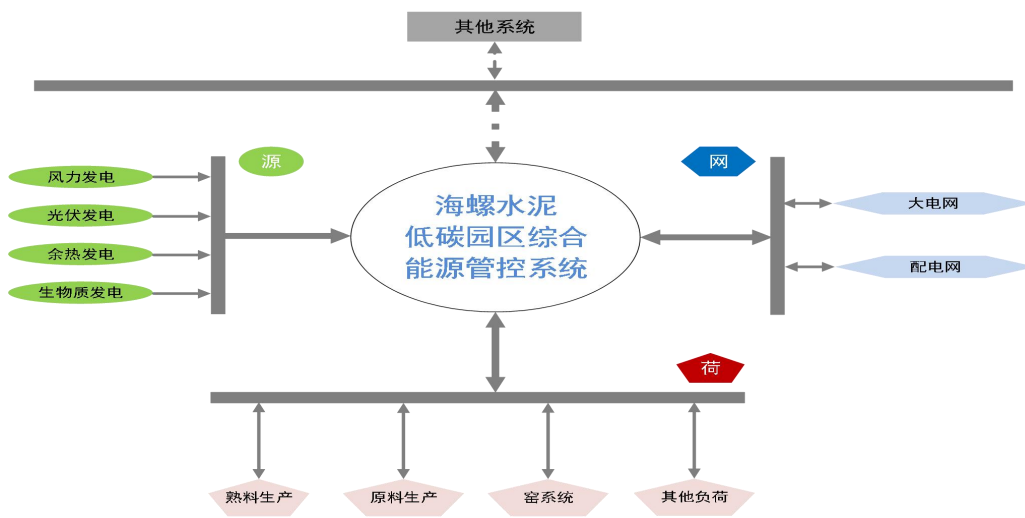 其他系统
源
网
风力发电
光伏发电
余热发电
生物质发电
海螺水泥
低碳园区综合
能源管控系统
大电网
配电网
荷
熟料生产
原料生产
窑系统
其他负荷